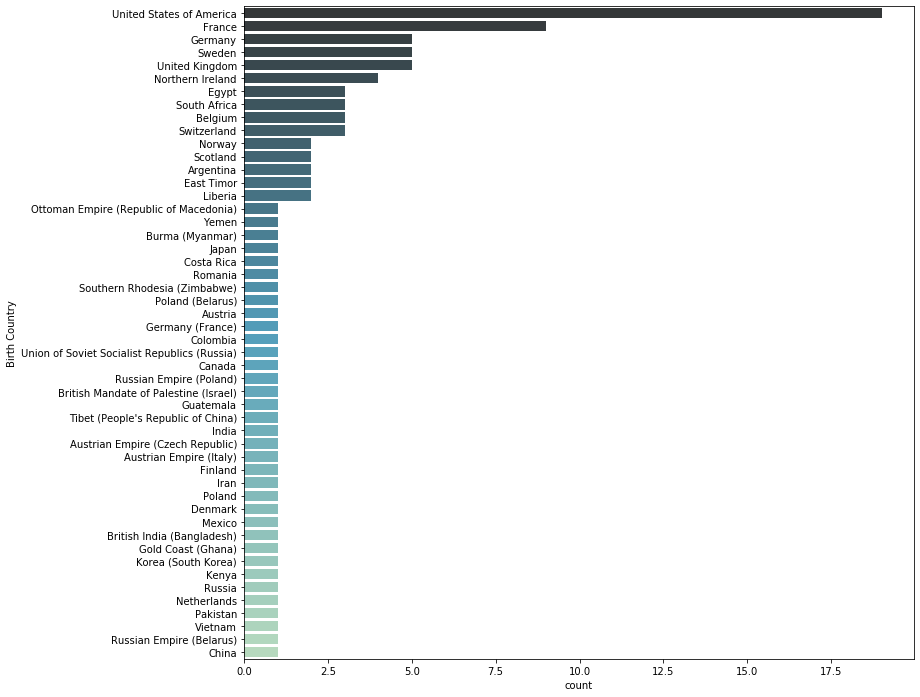 United States of America
France
Germany
Sweden
United Kingdom
Northern Ireland
Egypt
South Africa
Belgium
Switzerland
Norway
Scotland
Argentina
East Timor
Liberia
Ottoman Empire (Republic of Macedonia)
Yemen
Burma (Myanmar)
Japan
Costa Rica
Romania
Southern Rhodesia (Zimbabwe)
Poland (Belarus)
Austria
Germany (France)
Colombia
Union of Soviet Socialist Republics (Russia)
Canada
Russian Empire (Poland)
British Mandate of Palestine (Israel)
Guatemala
Tibet (People's Republic of China)
India
Austrian Empire (Czech Republic)
Austrian Empire (Italy)
Finland
Iran
Poland
Denmark
Mexico
British India (Bangladesh)
Gold Coast (Ghana)
Korea (South Korea)
Kenya
Russia
Netherlands
Pakistan
Vietnam
Russian Empire (Belarus)
China
Birth Country
0.0 2.5 5.0 7.5 10.0 12.5 15.0 17.5
count